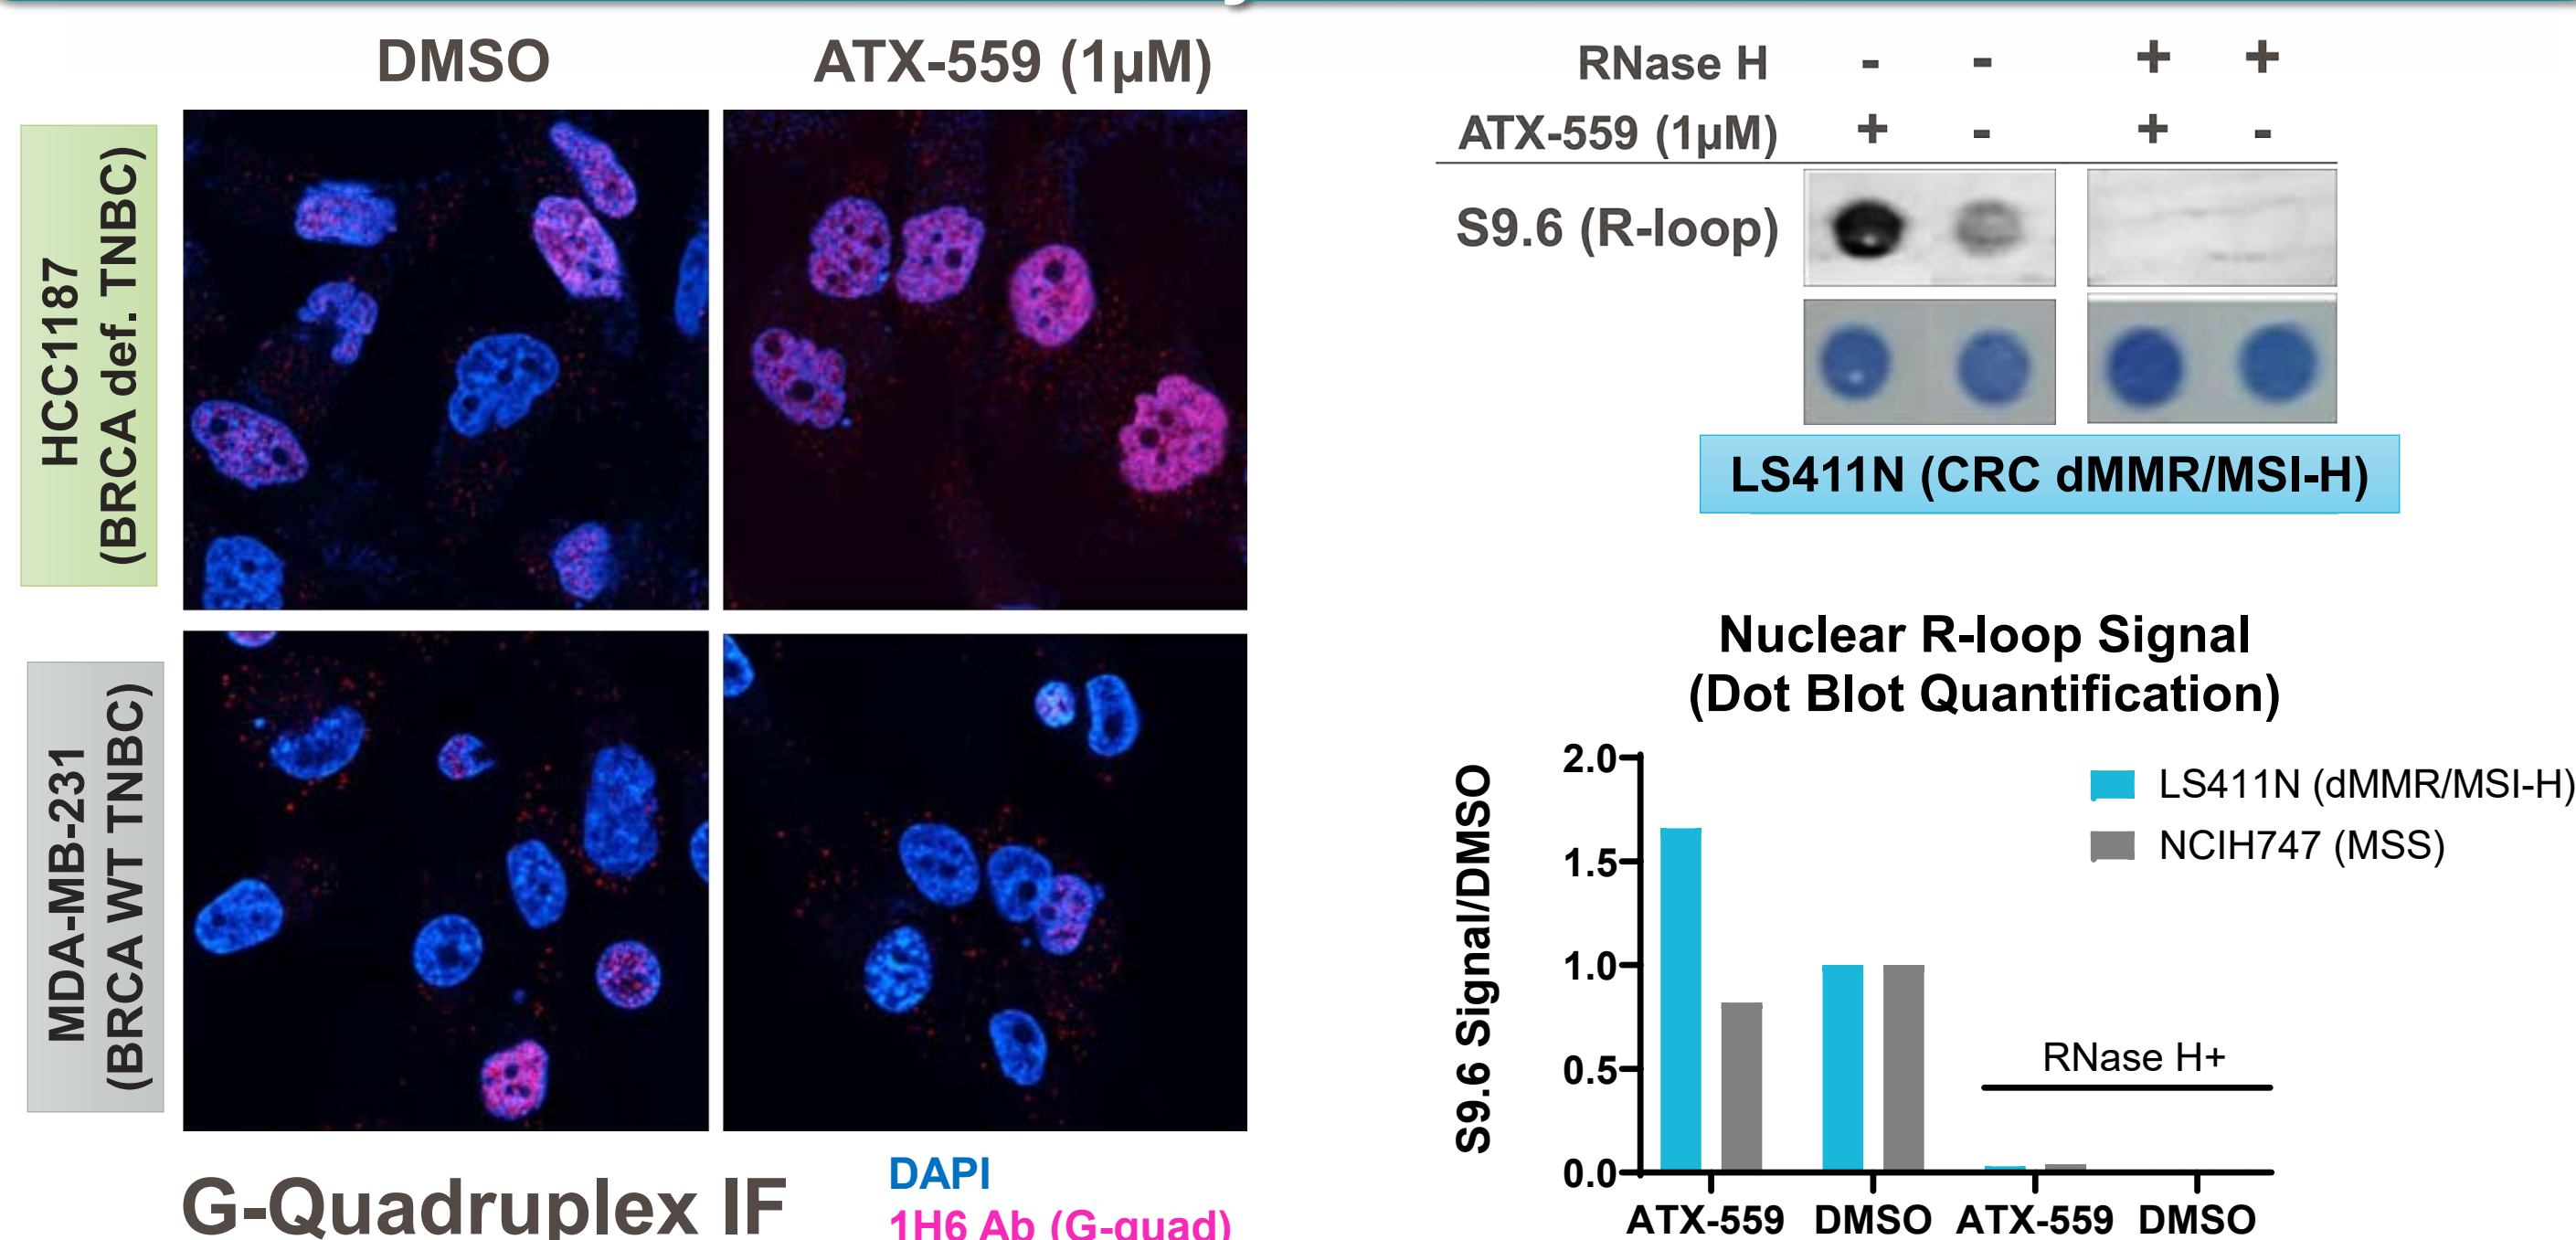 DMSO
ATX-559 (1µM)
HCC1187
(BRCA def. TNBC)
MDA-MB-231
(BRCA WT TNBC)
G-Quadruplex IF
DAPI
1H6 Ab (G-quad)
RNase H - - + +
ATX-559 (1µM) + - + -
S9.6 (R-loop)
LS411N (CRC dMMR/MSI-H)
Nuclear R-loop Signal
(Dot Blot Quantification)
S9.6 Signal/DMSO
2.0
1.5
1.0
0.5
0.0
LS411N (dMMR/MSI-H)
NCIH747 (MSS)
RNase H+
ATX-559 DMSO ATX-559 DMSO